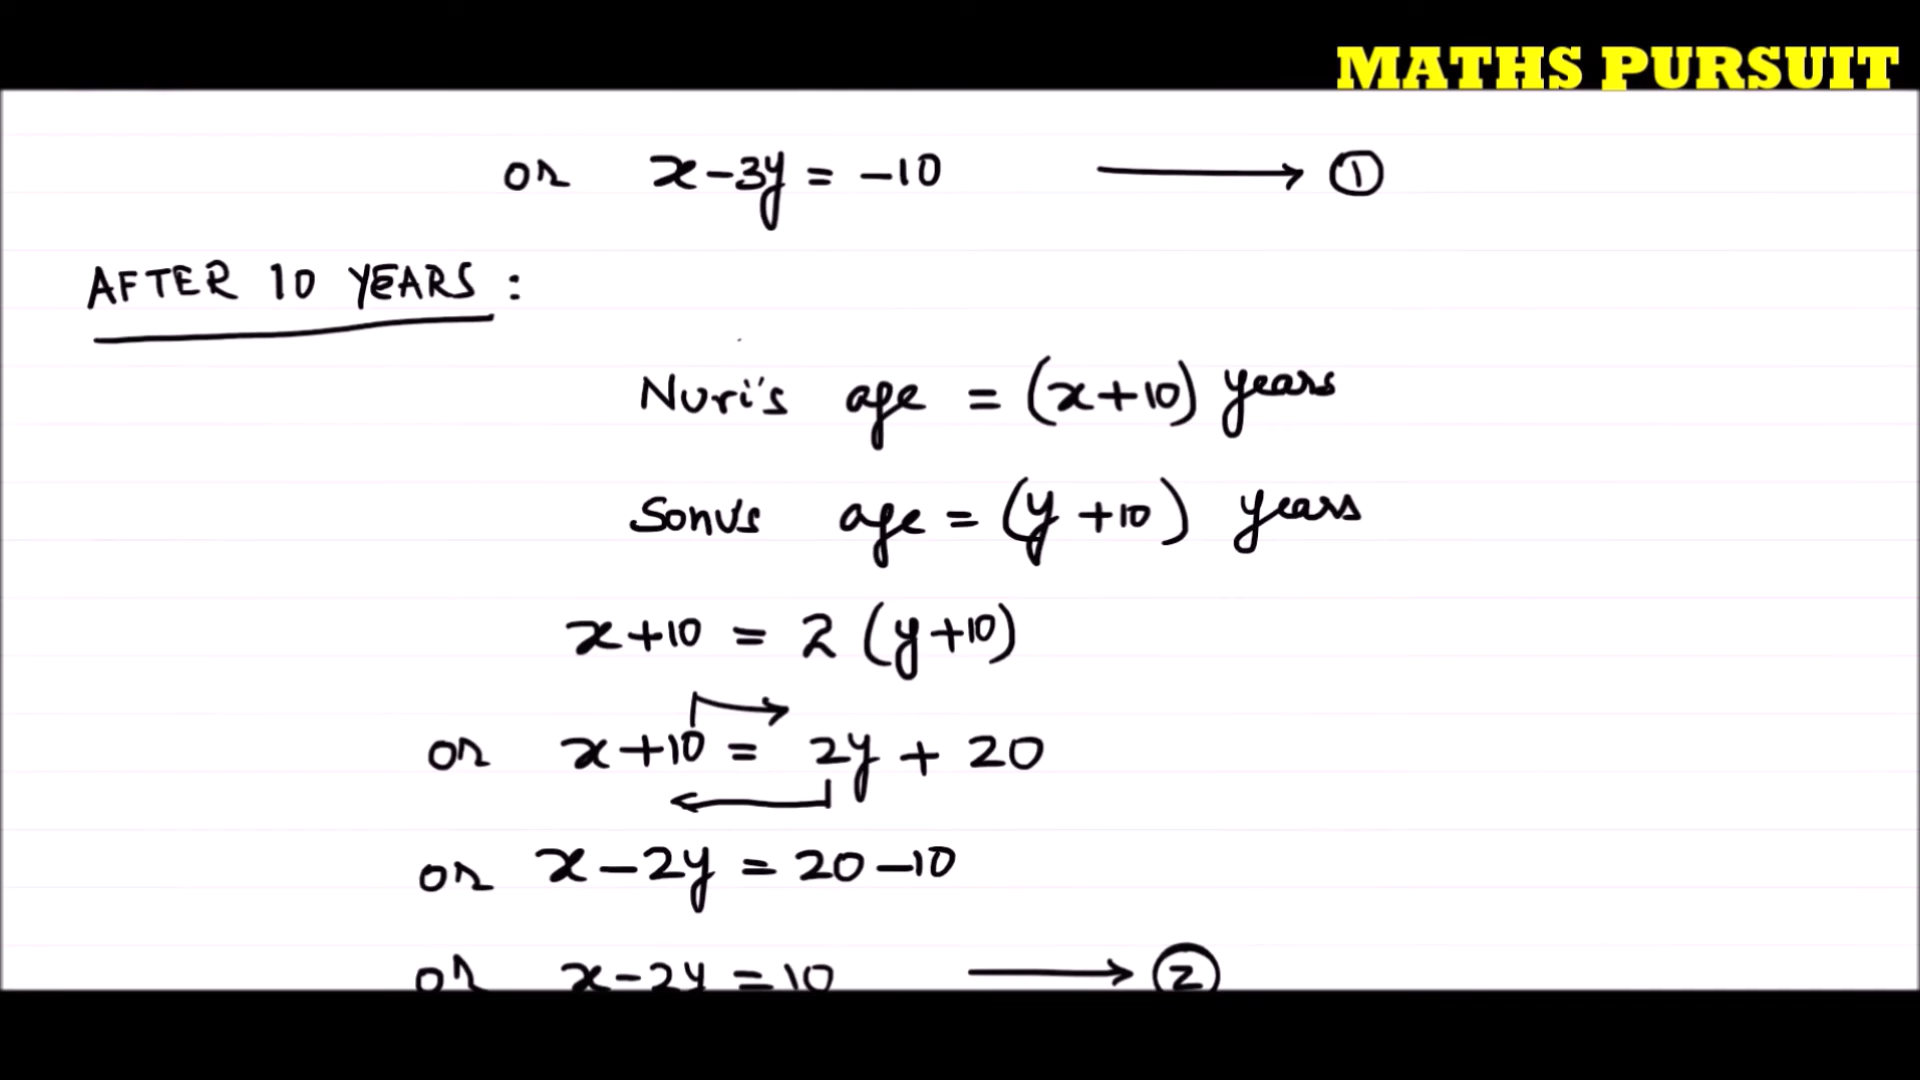 MATHS PURSUIT
or x-3y = -10 ⟶ ①
AFTER 10 YEARS :
Nuri's age = (x+10) years
Sonu's age = (y+10) years
x+10 = 2 (y+10)
or x+10 = 2y + 20
or x-2y = 20-10
or x-2y = 10 ⟶ ②